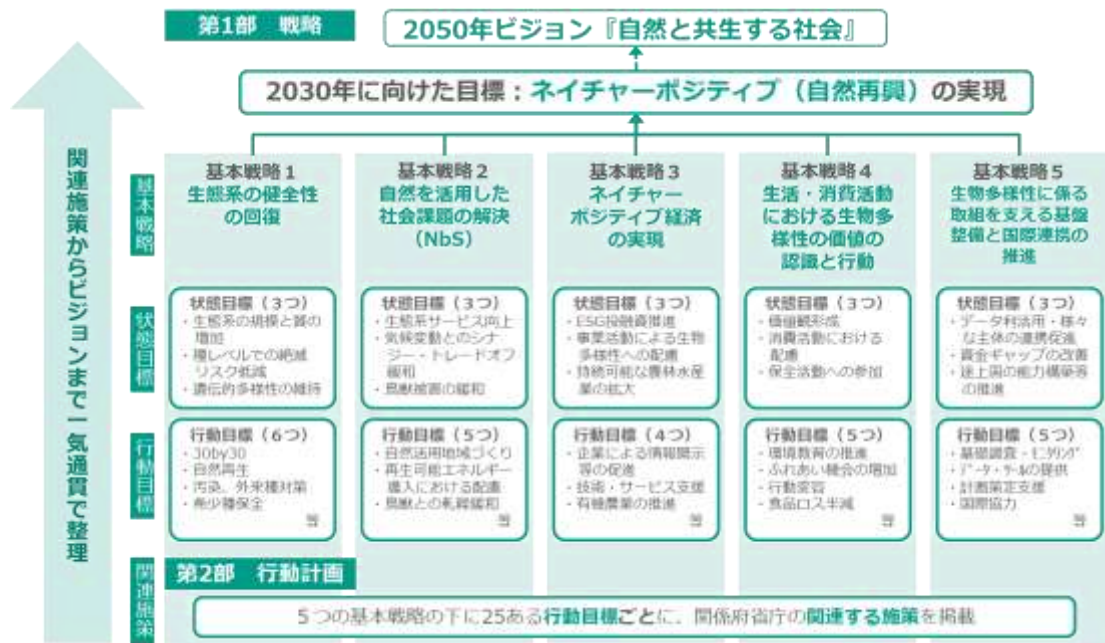 第1部 戦略
2050年ビジョン『自然と共生する社会』
2030年に向けた目標：ネイチャーポジティブ（自然再興）の実現
関連施策からビジョンまで一気通貫で整理
基本戦略
基本戦略1
生態系の健全性
の回復
基本戦略2
自然を活用した
社会課題の解決
（NbS）
基本戦略3
ネイチャー
ポジティブ経済
の実現
基本戦略4
生活・消費活動
における生物多
様性の価値の
認識と行動
基本戦略5
生物多様性に係る
取組を支える基盤
整備と国際連携の
推進
状態目標
状態目標（3つ）
・生態系の規模と質の
増加
・種レベルでの絶滅
リスク低減
・遺伝的多様性の維持
状態目標（3つ）
・生態系サービス向上
・気候変動とのシナ
ジー・トレードオフ
緩和
・鳥獣被害の緩和
状態目標（3つ）
・ESG投融資推進
・事業活動による生物
多様性への配慮
・持続可能な農林水産
業の拡大
状態目標（3つ）
・価値観形成
・消費活動における
配慮
・保全活動への参加
状態目標（3つ）
・データ利活用・様々
な主体の連携促進
・資金ギャップの改善
・途上国の能力構築等
の推進
行動目標
行動目標（6つ）
・30by30
・自然再生
・汚染、外来種対策
・希少種保全
等
行動目標（5つ）
・自然活用地域づくり
・再生可能エネルギー
導入における配慮
・鳥獣との軋轢緩和
等
行動目標（4つ）
・企業による情報開示
等の促進
・技術・サービス支援
・有機農業の推進
等
行動目標（5つ）
・環境教育の推進
・ふれあい機会の増加
・行動変容
・食品ロス半減
等
行動目標（5つ）
・基礎調査・モニタリング
・データ・ツールの提供
・計画策定支援
・国際協力
等
関連施策
第2部 行動計画
5つの基本戦略の下に25ある行動目標ごとに、関係府省庁の関連する施策を掲載